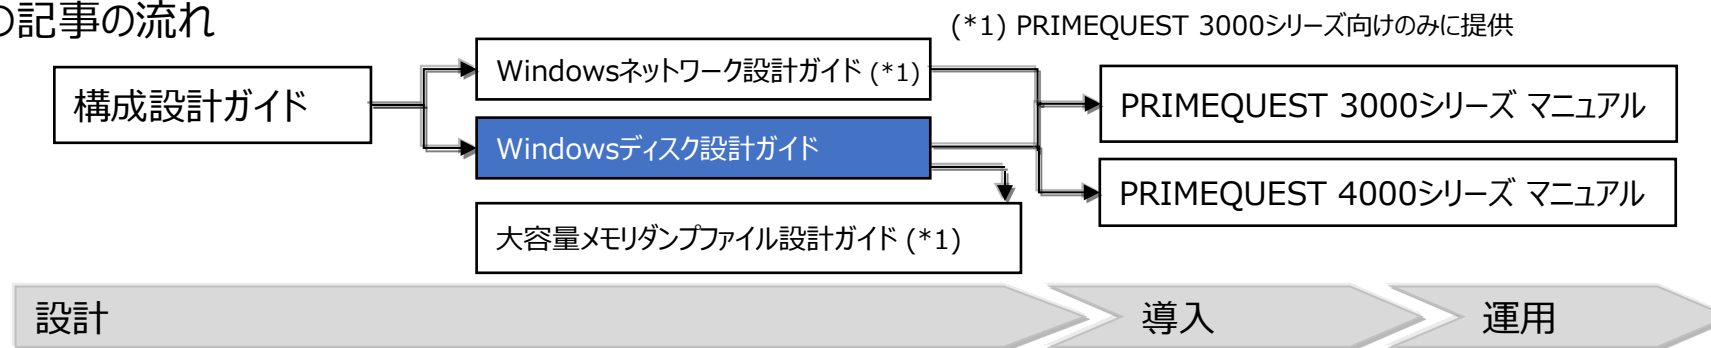 の記事の流れ
(*1) PRIMEQUEST 3000シリーズ向けのみに提供
構成設計ガイド
Windowsネットワーク設計ガイド (*1)
Windowsディスク設計ガイド
大容量メモリダンプファイル設計ガイド (*1)
PRIMEQUEST 3000シリーズ マニュアル
PRIMEQUEST 4000シリーズ マニュアル
設計
導入
運用